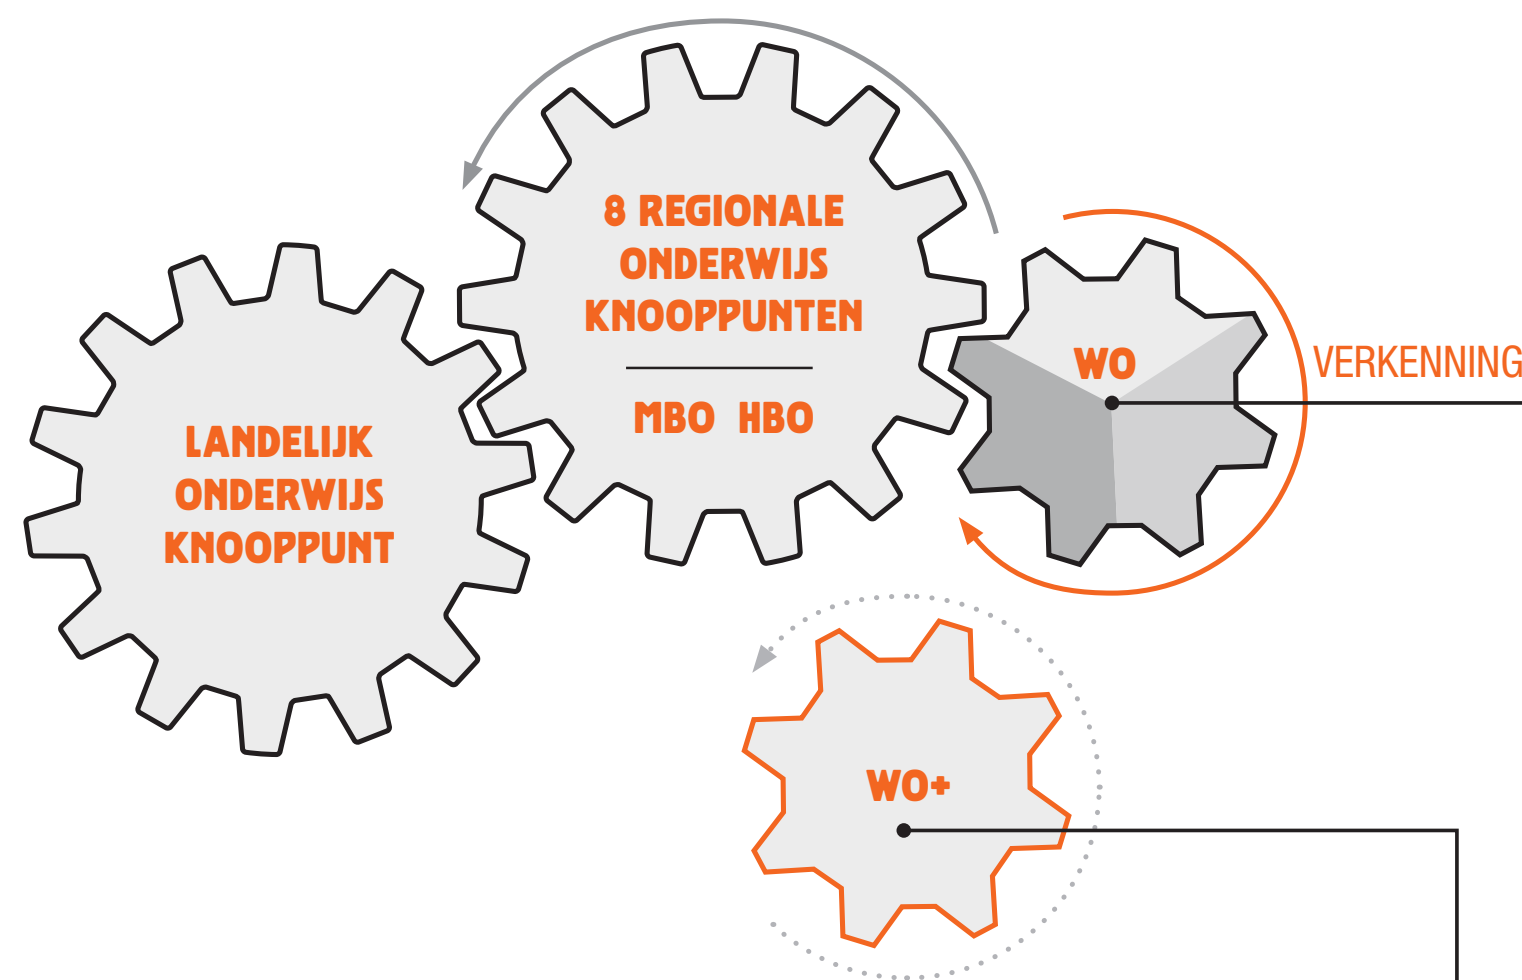 8 REGIONALE
ONDERWIJS
KNOOPPUNTEN
MBO HBO
WO
VERKENNING
LANDELIJK
ONDERWIJS
KNOOPPUNT
WO+